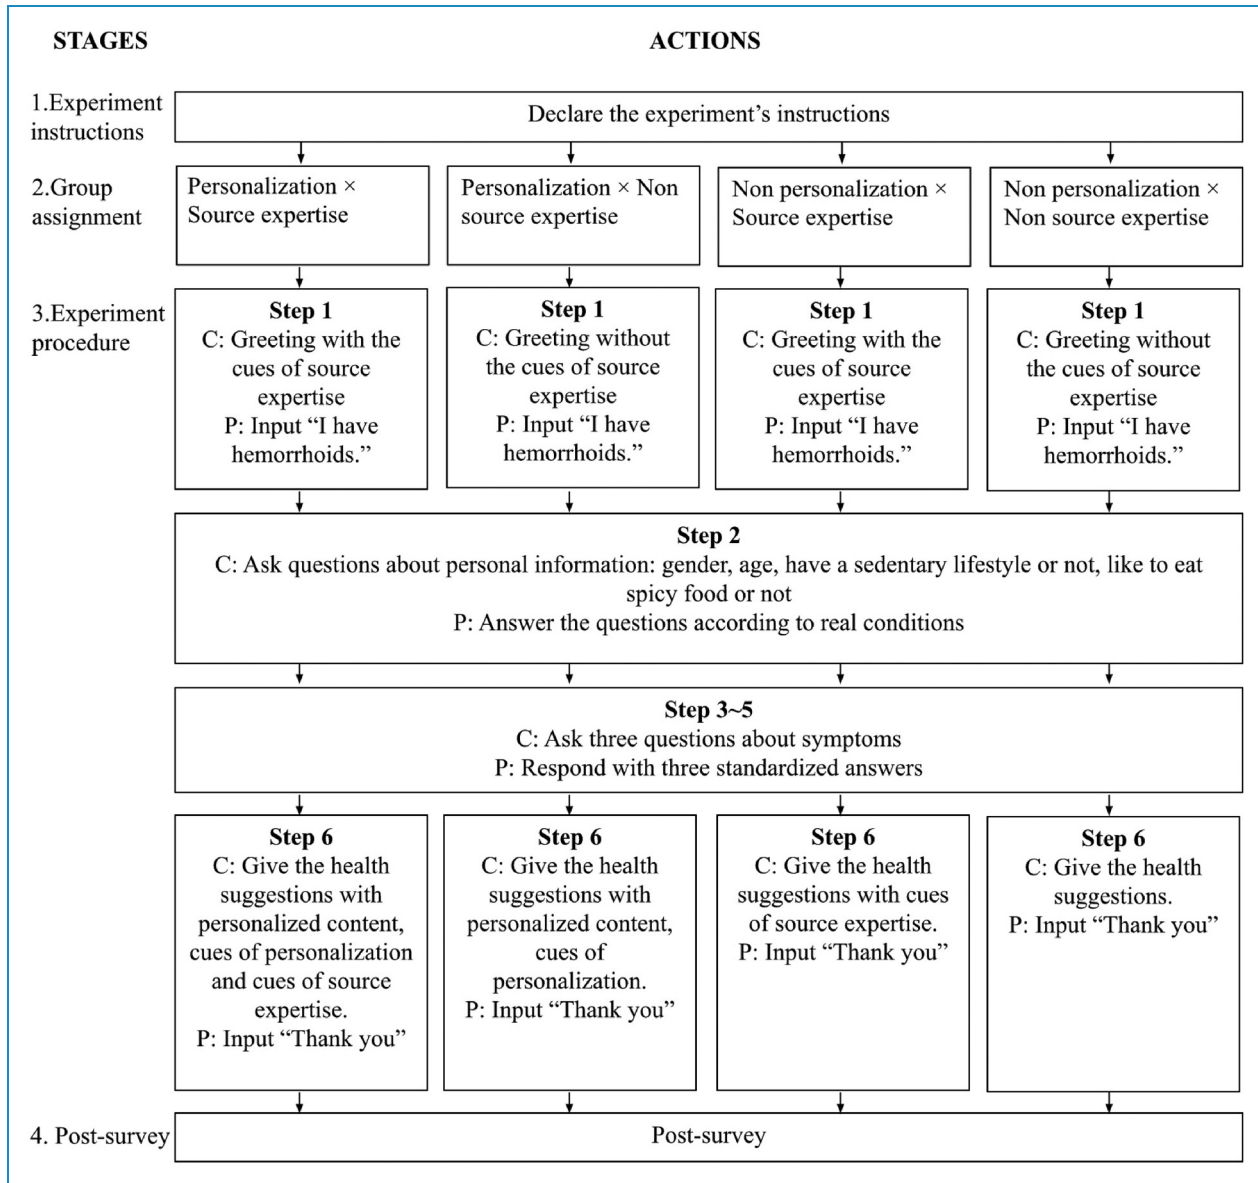 STAGES
ACTIONS
1.Experiment
instructions
Declare the experiment’s instructions
2.Group
assignment
Personalization ×
Source expertise
Personalization × Non
source expertise
Non personalization ×
Source expertise
Non personalization ×
Non source expertise
3.Experiment
procedure
Step 1
C: Greeting with the
cues of source
expertise
P: Input “I have
hemorrhoids.”
Step 1
C: Greeting without
the cues of source
expertise
P: Input “I have
hemorrhoids.”
Step 1
C: Greeting with the
cues of source
expertise
P: Input “I have
hemorrhoids.”
Step 1
C: Greeting without
the cues of source
expertise
P: Input “I have
hemorrhoids.”
Step 2
C: Ask questions about personal information: gender, age, have a sedentary lifestyle or not, like to eat
spicy food or not
P: Answer the questions according to real conditions
Step 3~5
C: Ask three questions about symptoms
P: Respond with three standardized answers
Step 6
C: Give the health
suggestions with
personalized content,
cues of personalization
and cues of source
expertise.
P: Input “Thank you”
Step 6
C: Give the health
suggestions with
personalized content,
cues of
personalization.
P: Input “Thank you”
Step 6
C: Give the health
suggestions with cues
of source expertise.
P: Input “Thank you”
Step 6
C: Give the health
suggestions.
P: Input “Thank you”
4. Post-survey
Post-survey